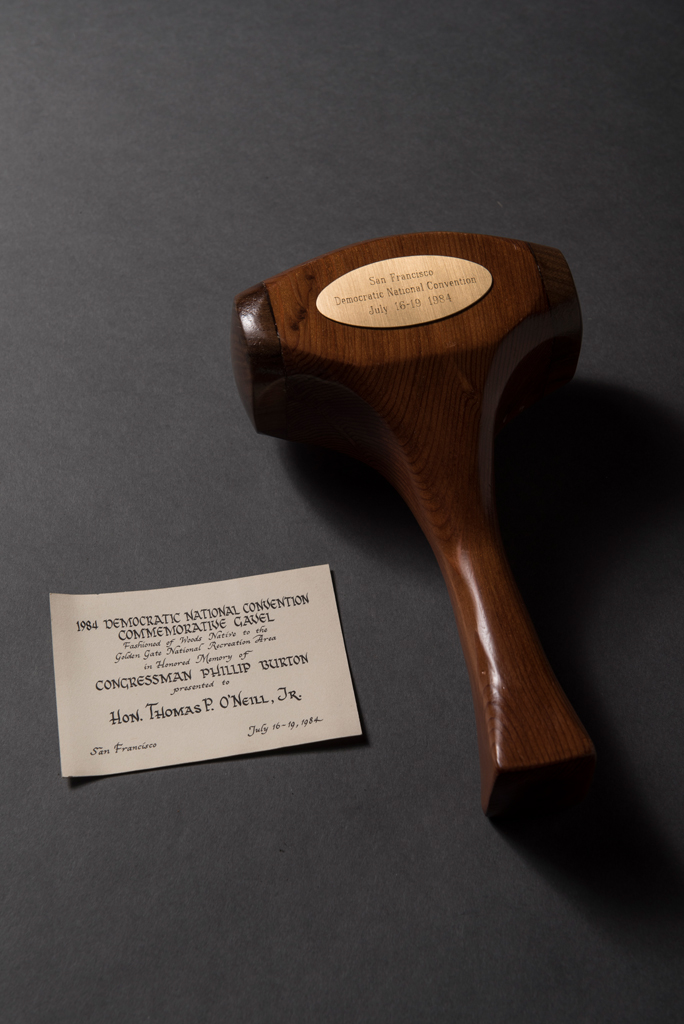 San Francisco
Democratic National Convention
July 16-19 1984
1984 DEMOCRATIC NATIONAL CONVENTION
COMMEMORATIVE GAVEL
Fashioned of Woods Native to the
Golden Gate National Recreation Area
in Honored Memory of
CONGRESSMAN PHILLIP BURTON
presented to
HON. THOMAS P. O'NEILL, JR.
July 16-19, 1984
San Francisco